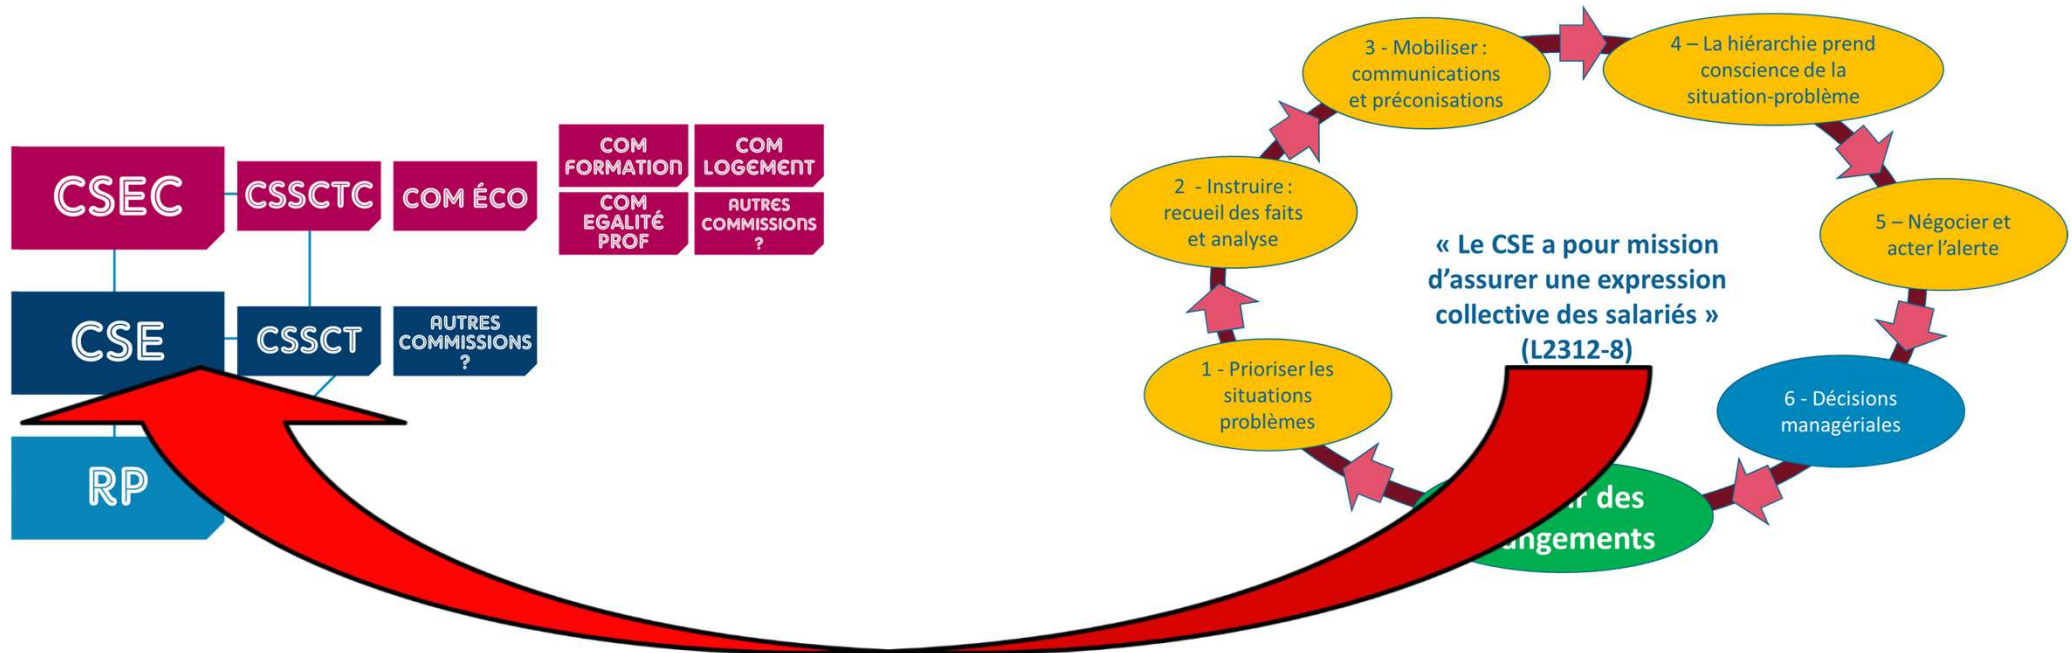 CSEC
CSSCTC
COM ÉCO
COM
FORMATION
COM
LOGEMENT
COM
EGALITÉ
PROF
AUTRES
COMMISSIONS
?
CSE
CSSCT
AUTRES
COMMISSIONS
?
RP
3 - Mobiliser :
communications
et préconisations
4 – La hiérarchie prend
conscience de la
situation-problème
2 - Instruire :
recueil des faits
et analyse
5 – Négocier et
acter l’alerte
« Le CSE a pour mission
d’assurer une expression
collective des salariés »
(L2312-8)
1 - Prioriser les
situations
problèmes
6 - Décisions
managériales
des